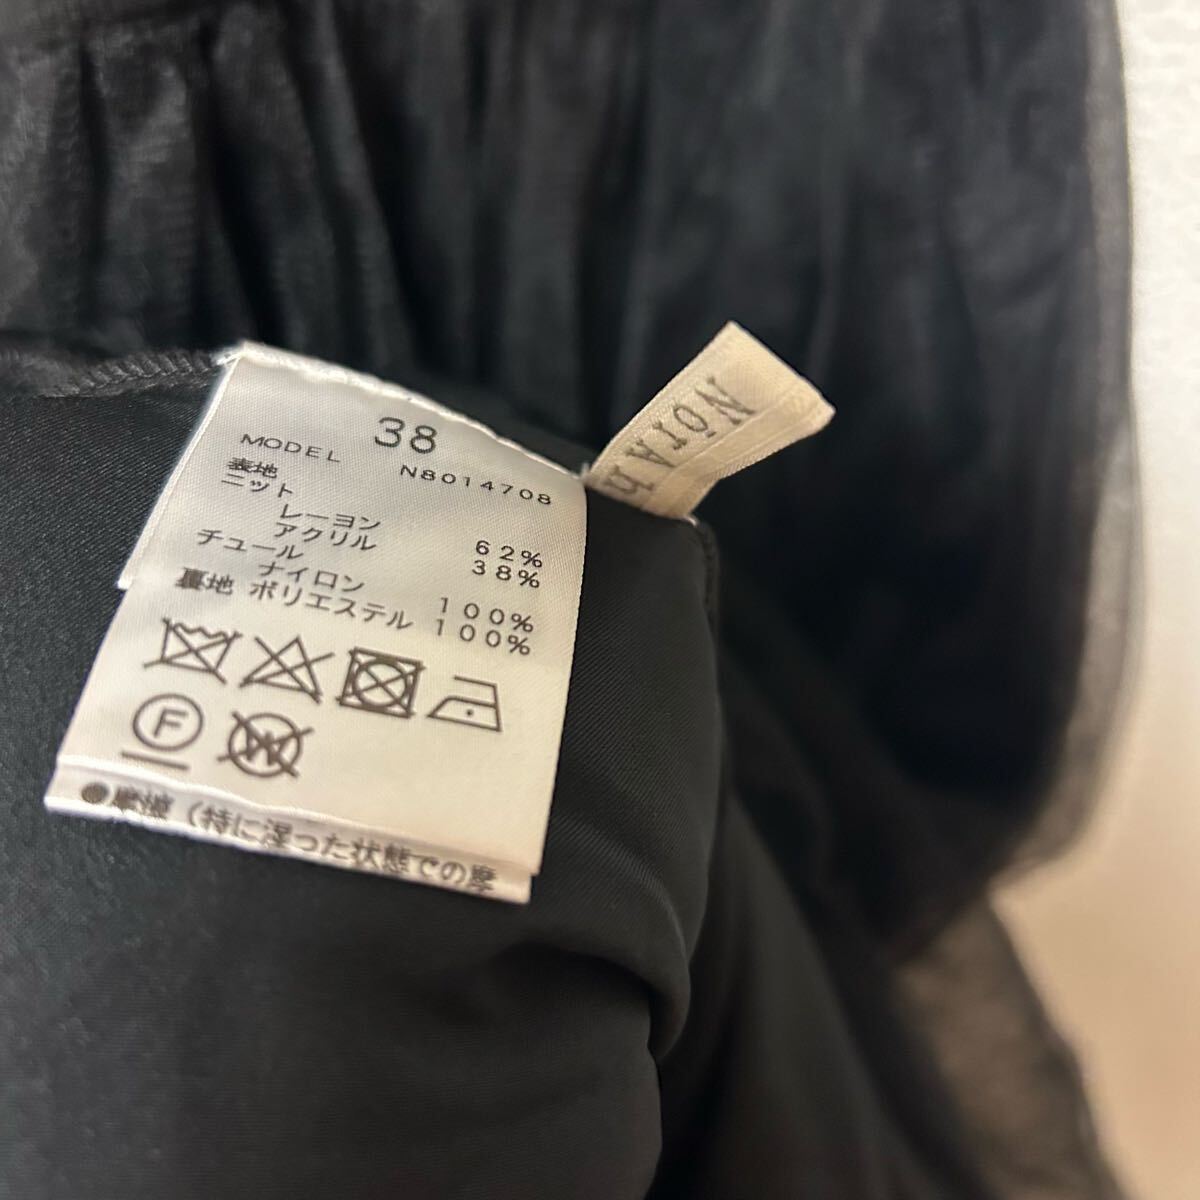 38
MODEL N8014708
表地
ニット
レーヨン 62%
アクリル 38%
チュール
ナイロン 100%
裏地 ポリエステル 100%
F
W
●摩擦（特に湿った状態での摩